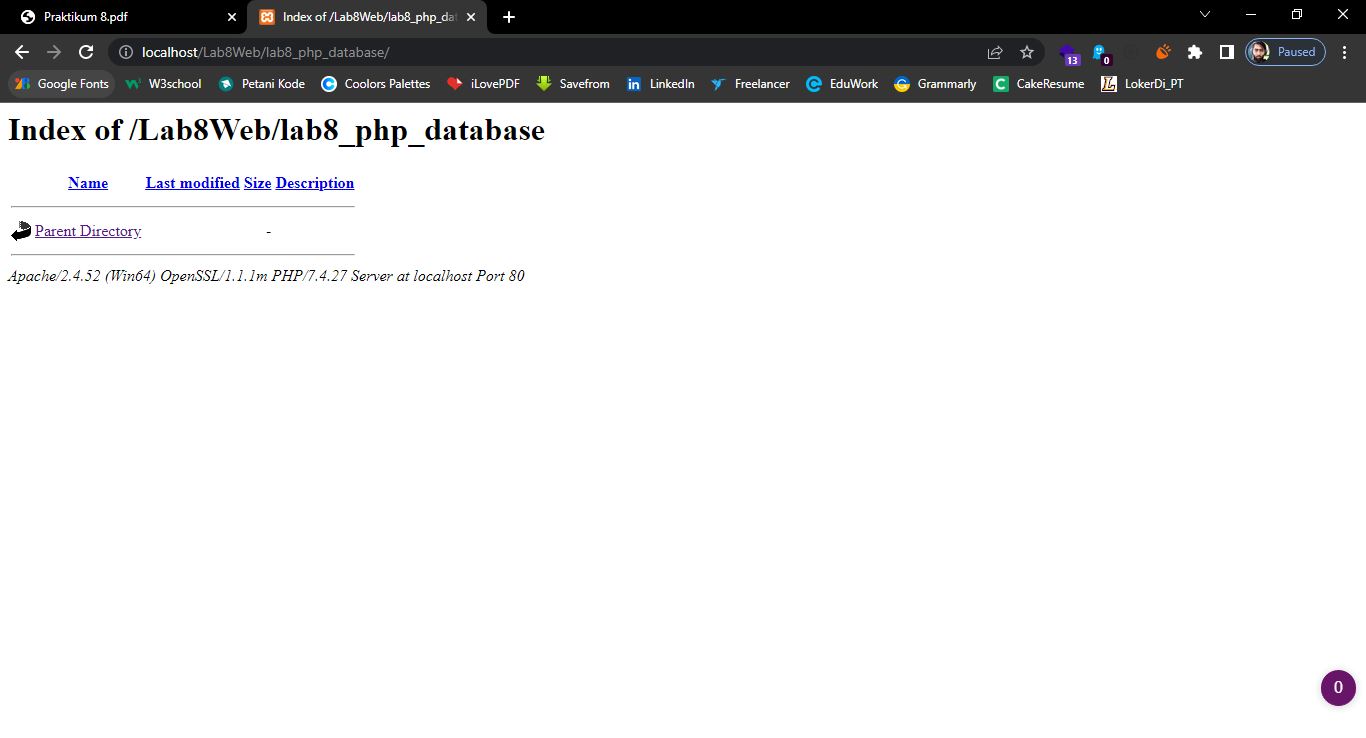 Praktikum 8.pdf
Index of /Lab8Web/lab8_php_dat
localhost/Lab8Web/lab8_php_database/
13
0
Paused
Google Fonts W3school Petani Kode Coolors Palettes iLovePDF Savefrom LinkedIn Freelancer EduWork Grammarly CakeResume LokerDi_PT
Index of /Lab8Web/lab8_php_database
Name Last modified Size Description
Parent Directory -
Apache/2.4.52 (Win64) OpenSSL/1.1.1m PHP/7.4.27 Server at localhost Port 80
0